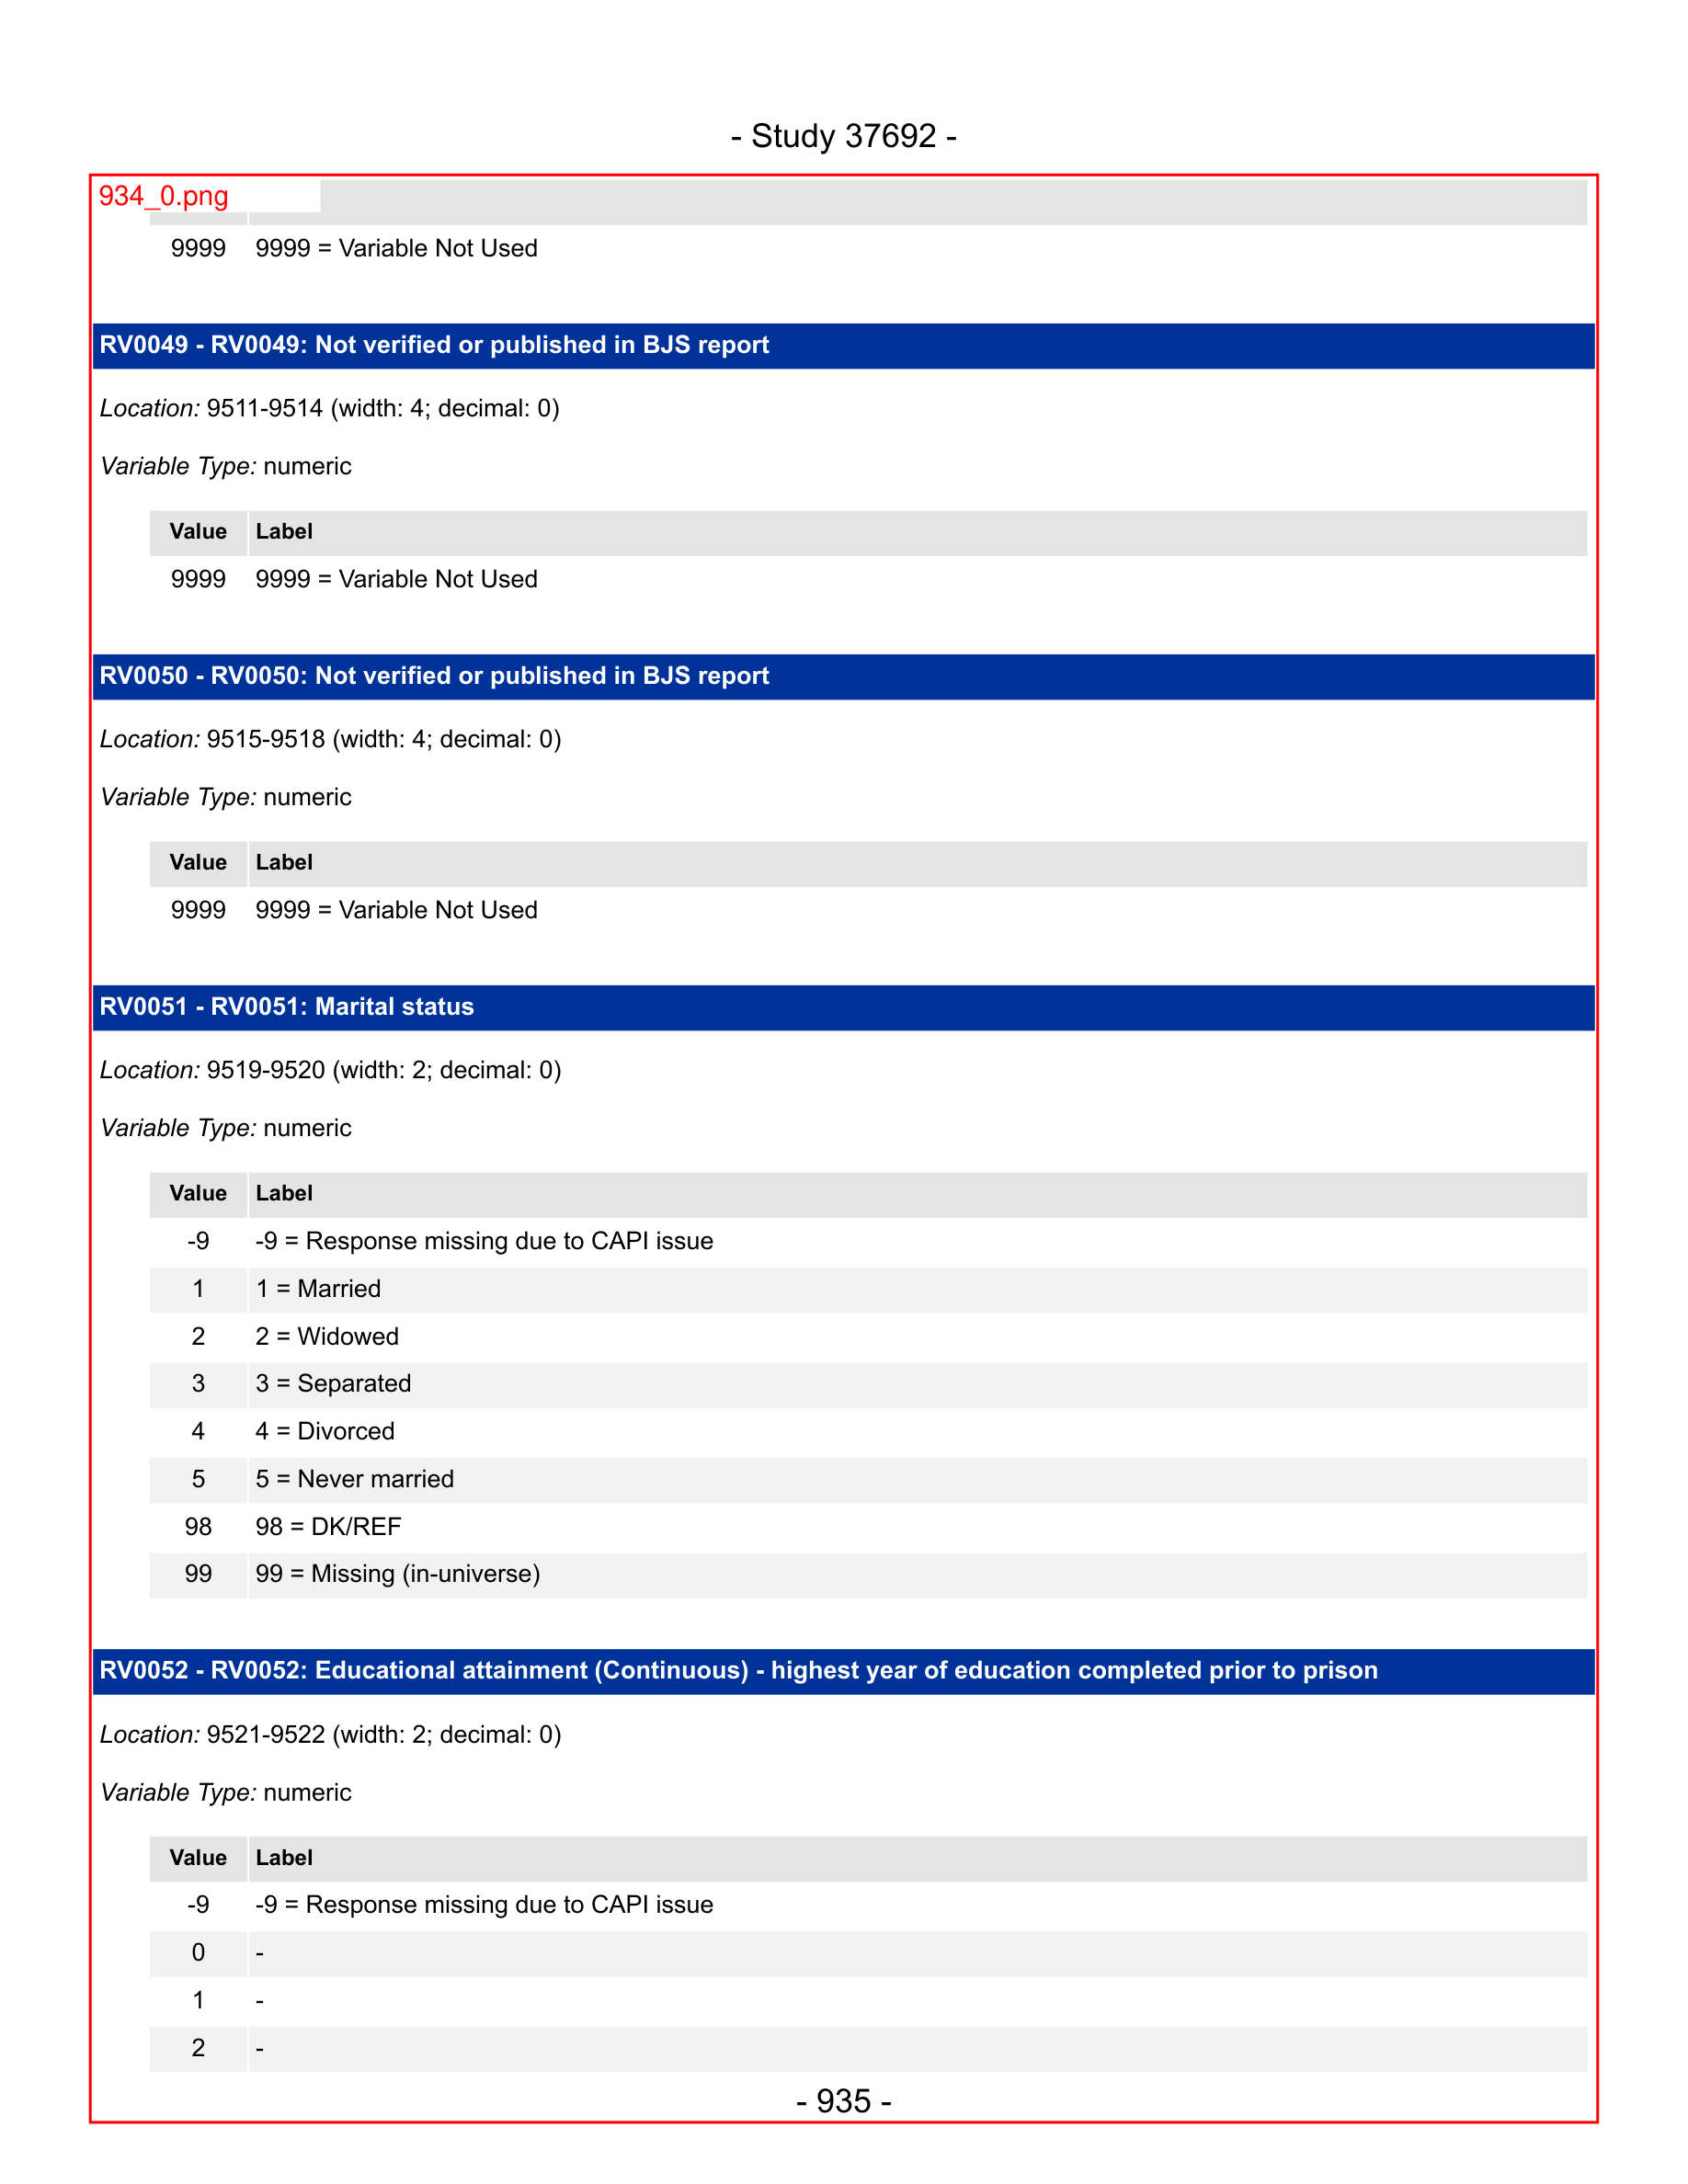 - Study 37692 -
934_0.png
9999 9999 = Variable Not Used
RV0049 - RV0049: Not verified or published in BJS report
Location: 9511-9514 (width: 4; decimal: 0)
Variable Type: numeric
Value Label
9999 9999 = Variable Not Used
RV0050 - RV0050: Not verified or published in BJS report
Location: 9515-9518 (width: 4; decimal: 0)
Variable Type: numeric
Value Label
9999 9999 = Variable Not Used
RV0051 - RV0051: Marital status
Location: 9519-9520 (width: 2; decimal: 0)
Variable Type: numeric
Value Label
-9 -9 = Response missing due to CAPI issue
1 1 = Married
2 2 = Widowed
3 3 = Separated
4 4 = Divorced
5 5 = Never married
98 98 = DK/REF
99 99 = Missing (in-universe)
RV0052 - RV0052: Educational attainment (Continuous) - highest year of education completed prior to prison
Location: 9521-9522 (width: 2; decimal: 0)
Variable Type: numeric
Value Label
-9 -9 = Response missing due to CAPI issue
0 -
1 -
2 -
- 935 -